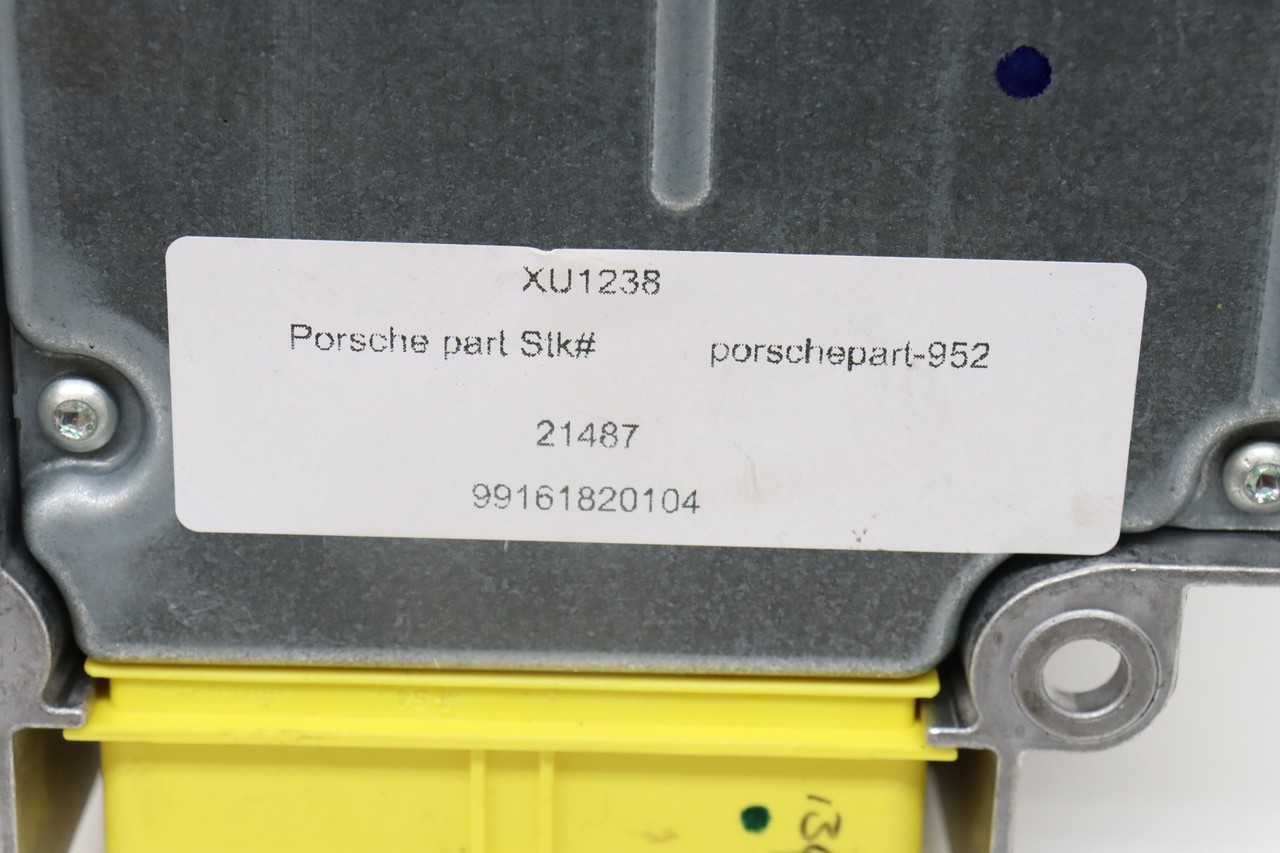 XU1238
Porsche part Stk# porschepart-952
21487
99161820104